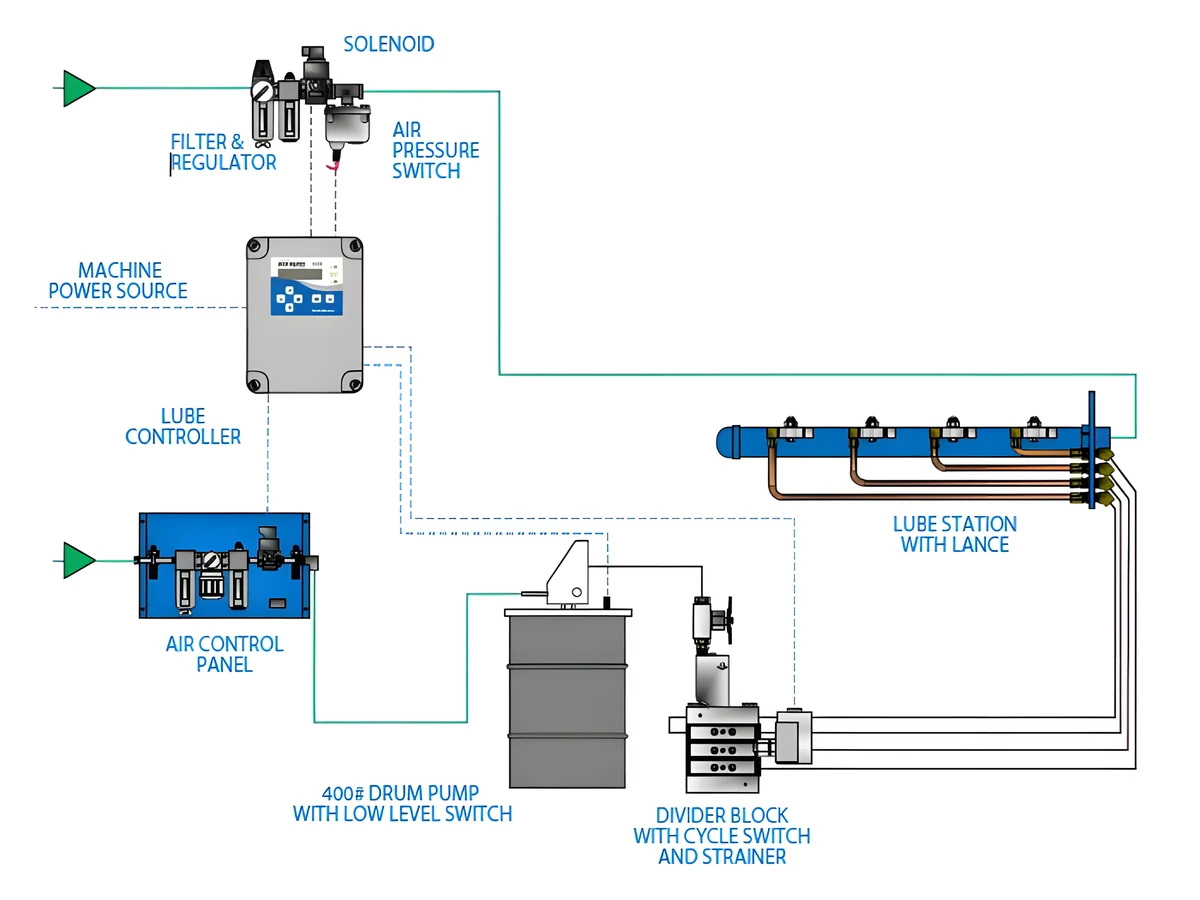 SOLENOID
FILTER &
REGULATOR
AIR
PRESSURE
SWITCH
MACHINE
POWER SOURCE
LUBE
CONTROLLER
AIR CONTROL
PANEL
LUBE STATION
WITH LANCE
400# DRUM PUMP
WITH LOW LEVEL SWITCH
DIVIDER BLOCK
WITH CYCLE SWITCH
AND STRAINER